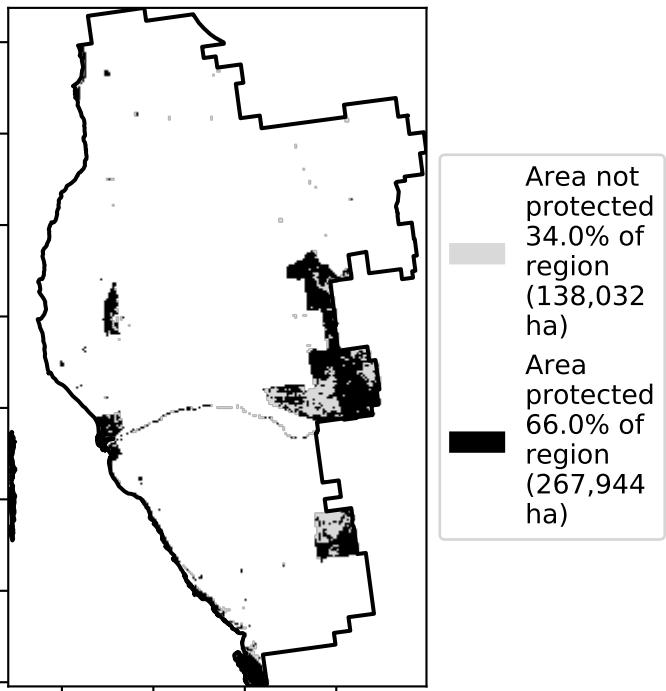 Area not
protected
34.0% of
region
(138,032
ha)
Area
protected
66.0% of
region
(267,944
ha)